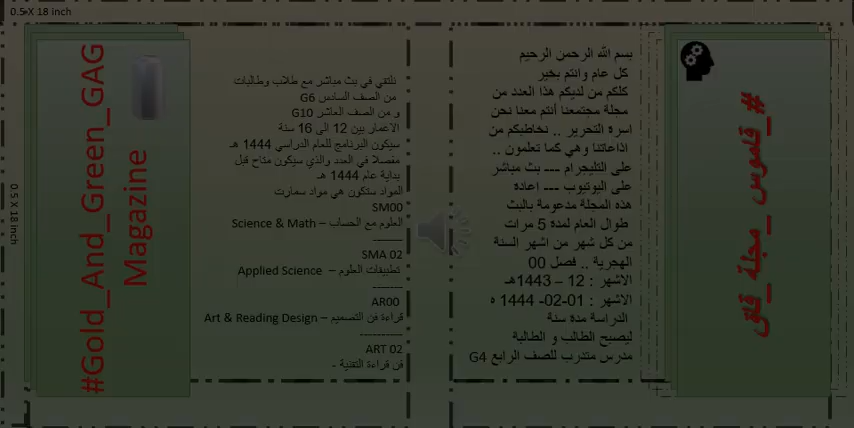 0.5 X 18 inch
0.5 X 18 inch
#Gold_And_Green_GAG
Magazine
نلتقي في بث مباشر مع طلاب وطالبات
من الصف السادس G6
و من الصف العاشر G10
الاعمار بين 12 الى 16 سنة
سيكون البرنامج للعام الدراسي 1444 هـ
مفصلا في العدد والذي سيكون متاح قبل
بداية عام 1444 هـ
المواد ستكون هي مواد سمارت
SM00
العلوم مع الحساب – Science & Math
-------
SMA 02
تطبيقات العلوم – Applied Science
-------
AR00
قراءة فن التصميم – Art & Reading Design
----------
ART 02
فن قراءة التقنية -
بسم الله الرحمن الرحيم
كل عام وانتم بخير
كلكم من لديكم هذا العدد من
مجلة مجتمعنا أنتم معنا نحن
اسرة التحرير .. نخاطبكم من
اذاعاتنا وهي كما تعلمون ..
على التليجرام --- بث مباشر
على اليوتيوب --- اعادة
هذه المجلة مدعومة بالبث
طوال العام لمدة 5 مرات
من كل شهر من اشهر السنة
الهجرية .. فصل 00
الاشهر : 12 – 1443هـ
الاشهر : 01-02- 1444 ه
الدراسة مدة سنة
ليصبح الطالب و الطالبة
مدرس متدرب للصف الرابع G4
#_قاموس_مجلة_قاق